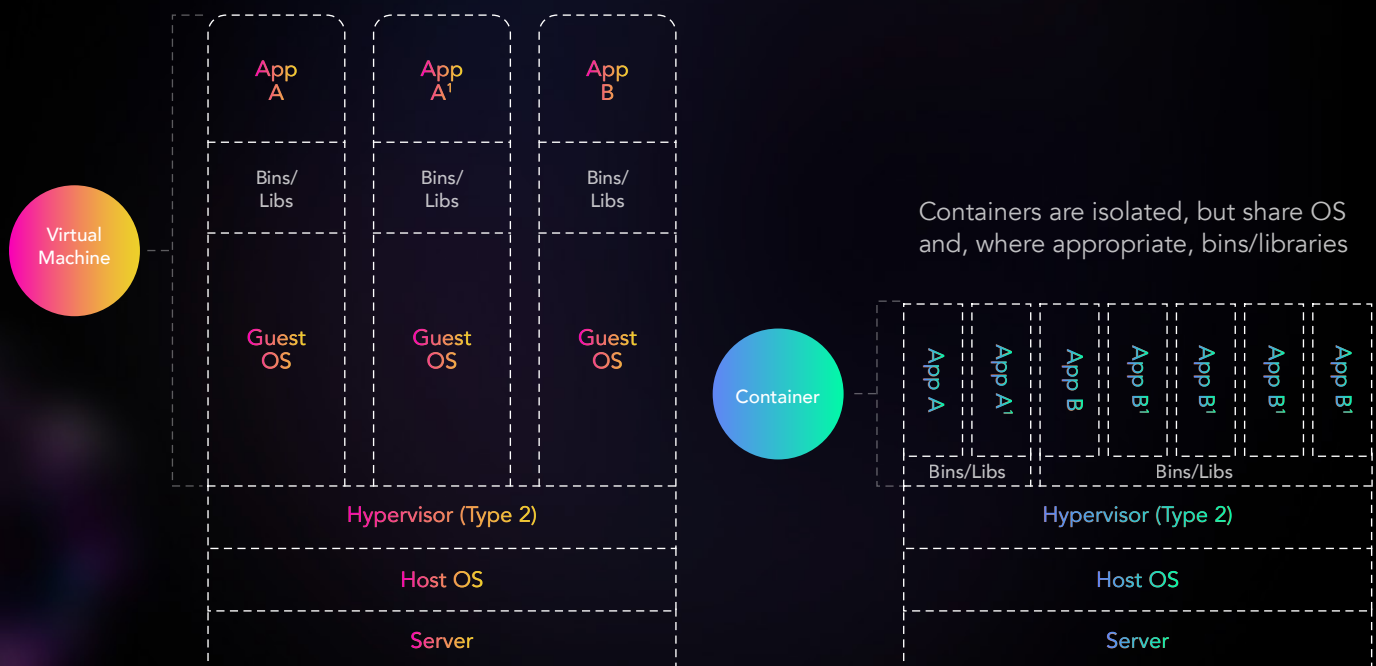 Virtual
Machine
App
A
App
A¹
App
B
Bins/
Libs
Bins/
Libs
Bins/
Libs
Guest
OS
Guest
OS
Guest
OS
Hypervisor (Type 2)
Host OS
Server
Containers are isolated, but share OS
and, where appropriate, bins/libraries
Container
App A
App A¹
App B
App B¹
App B¹
App B¹
App B¹
Bins/Libs
Bins/Libs
Hypervisor (Type 2)
Host OS
Server